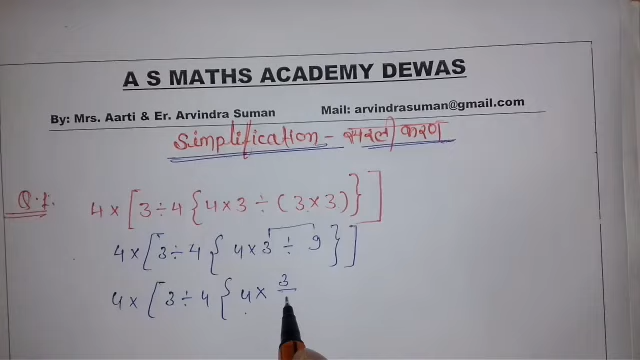 A S MATHS ACADEMY DEWAS
By: Mrs. Aarti & Er. Arvindra Suman Mail: arvindrasuman@gmail.com
Simplification - सरलीकरण
Q.1. 4 × [3 ÷ 4 {4 × 3 ÷ (3 × 3)}]
4 × [3 ÷ 4 {4 × 3 ÷ 9}]
4 × [3 ÷ 4 {4 × 3/